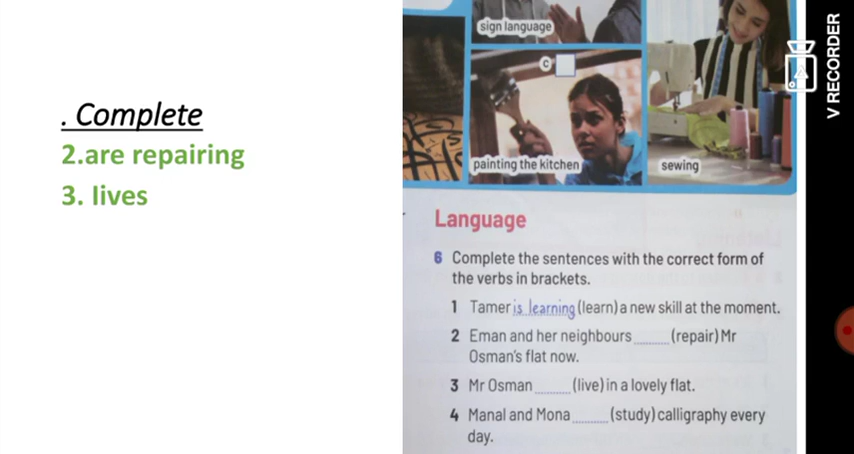 . Complete
2.are repairing
3. lives
sign language
c
painting the kitchen
sewing
Language
6 Complete the sentences with the correct form of
the verbs in brackets.
1 Tamer is learning (learn) a new skill at the moment.
2 Eman and her neighbours ........ (repair) Mr
Osman's flat now.
3 Mr Osman ........ (live) in a lovely flat.
4 Manal and Mona ........ (study) calligraphy every
day.
V RECORDER